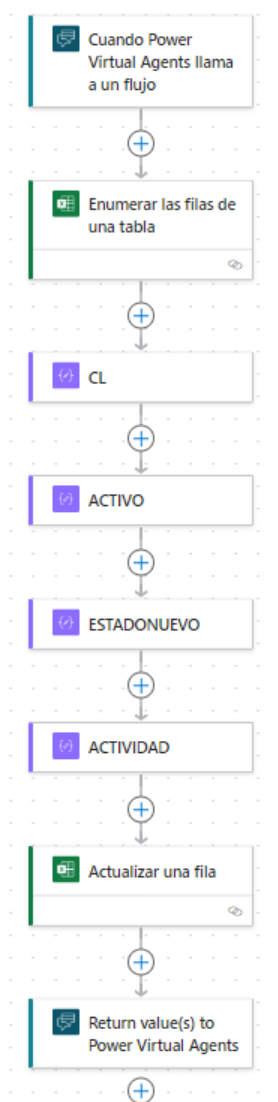 Cuando Power
Virtual Agents llama
a un flujo
Enumerar las filas de
una tabla
CL
ACTIVO
ESTADONUEVO
ACTIVIDAD
Actualizar una fila
Return value(s) to
Power Virtual Agents